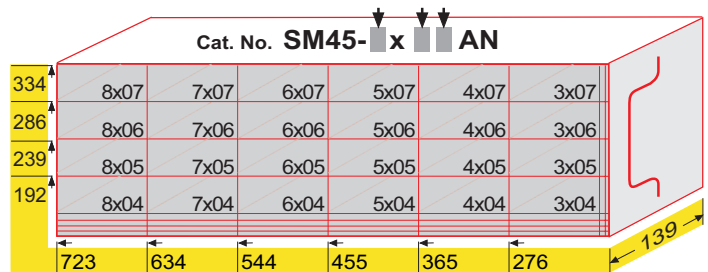 Cat. No. SM45- x AN
334 8x07 7x07 6x07 5x07 4x07 3x07
286 8x06 7x06 6x06 5x06 4x06 3x06
239 8x05 7x05 6x05 5x05 4x05 3x05
192 8x04 7x04 6x04 5x04 4x04 3x04
139
723 634 544 455 365 276